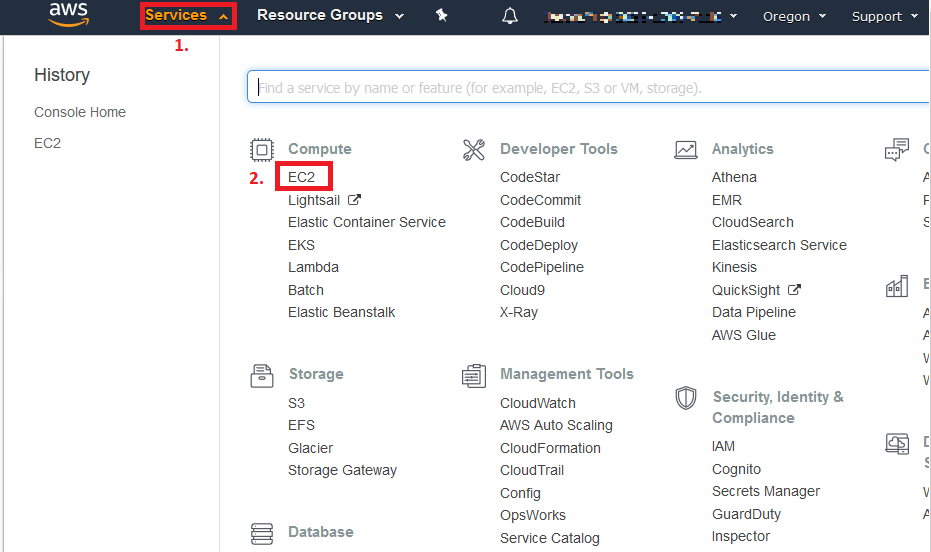 aws
Services
Resource Groups
Oregon
Support
1.
History
Console Home
EC2
Find a service by name or feature (for example, EC2, S3 or VM, storage).
Compute
2.
EC2
Lightsail
Elastic Container Service
EKS
Lambda
Batch
Elastic Beanstalk
Storage
S3
EFS
Glacier
Storage Gateway
Database
Developer Tools
CodeStar
CodeCommit
CodeBuild
CodeDeploy
CodePipeline
Cloud9
X-Ray
Management Tools
CloudWatch
AWS Auto Scaling
CloudFormation
CloudTrail
Config
OpsWorks
Service Catalog
Analytics
Athena
EMR
CloudSearch
Elasticsearch Service
Kinesis
QuickSight
Data Pipeline
AWS Glue
Security, Identity &
Compliance
IAM
Cognito
Secrets Manager
GuardDuty
Inspector